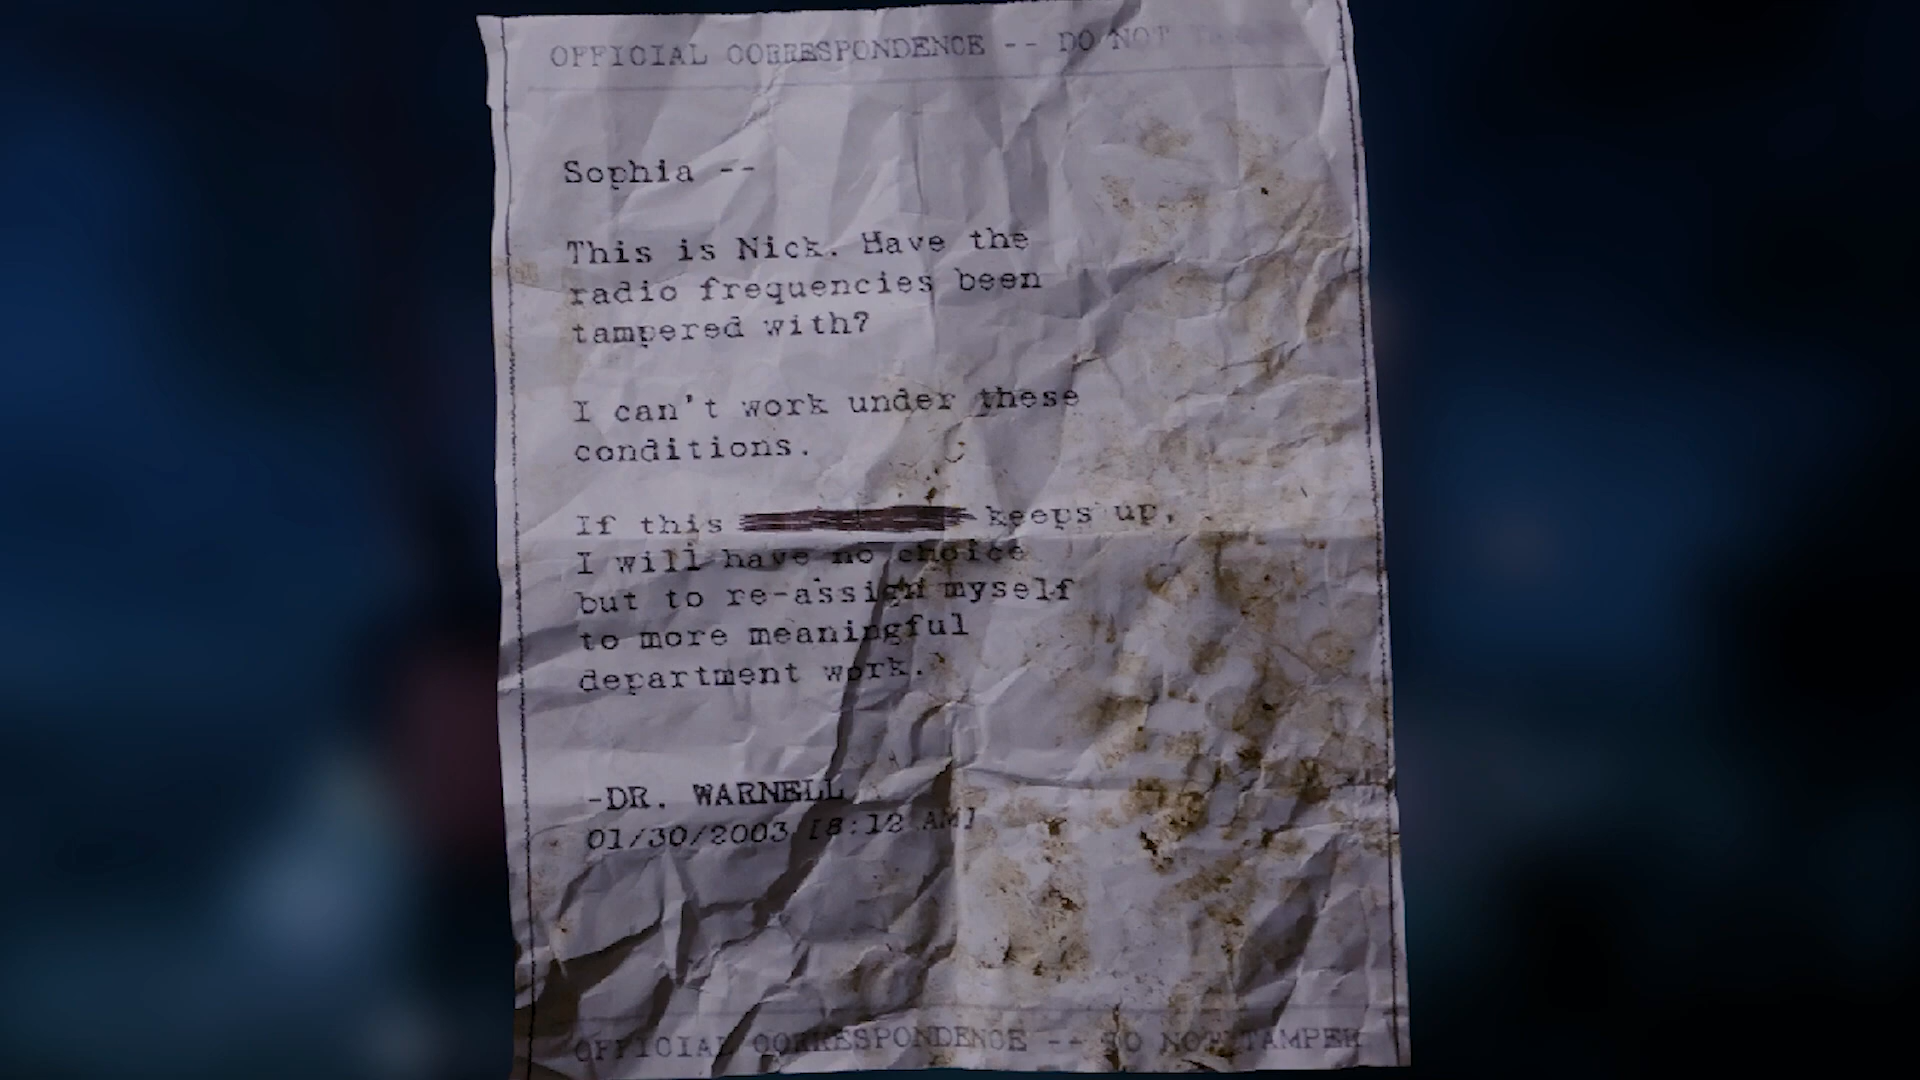 OFFICIAL CORRESPONDENCE -- DO NOT
Sophia --
This is Nick. Have the
radio frequencies been
tampered with?
I can't work under these
conditions.
If this keeps up,
I will have no choice
but to re-assign myself
to more meaningful
department work.
-DR. WARNELL
01/30/2003 [8:12 AM]
OFFICIAL CORRESPONDENCE -- DO NOT TAMPER